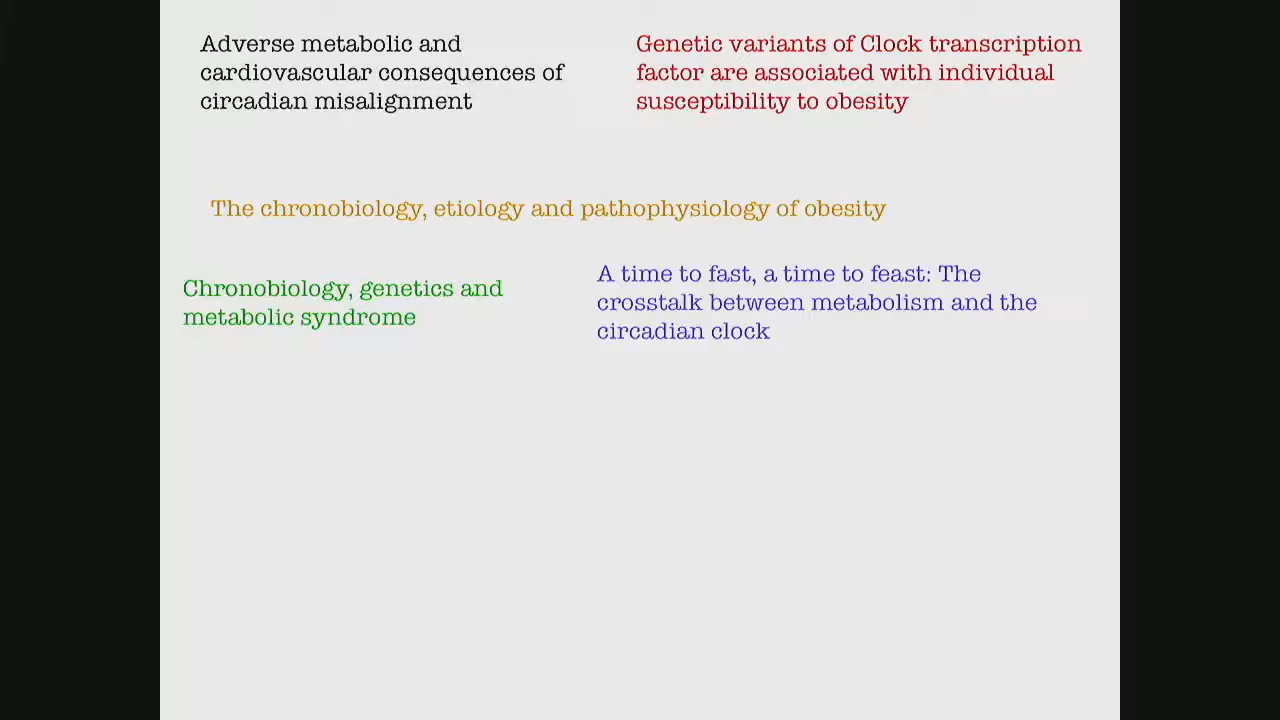 Adverse metabolic and
cardiovascular consequences of
circadian misalignment
Genetic variants of Clock transcription
factor are associated with individual
susceptibility to obesity
The chronobiology, etiology and pathophysiology of obesity
Chronobiology, genetics and
metabolic syndrome
A time to fast, a time to feast: The
crosstalk between metabolism and the
circadian clock